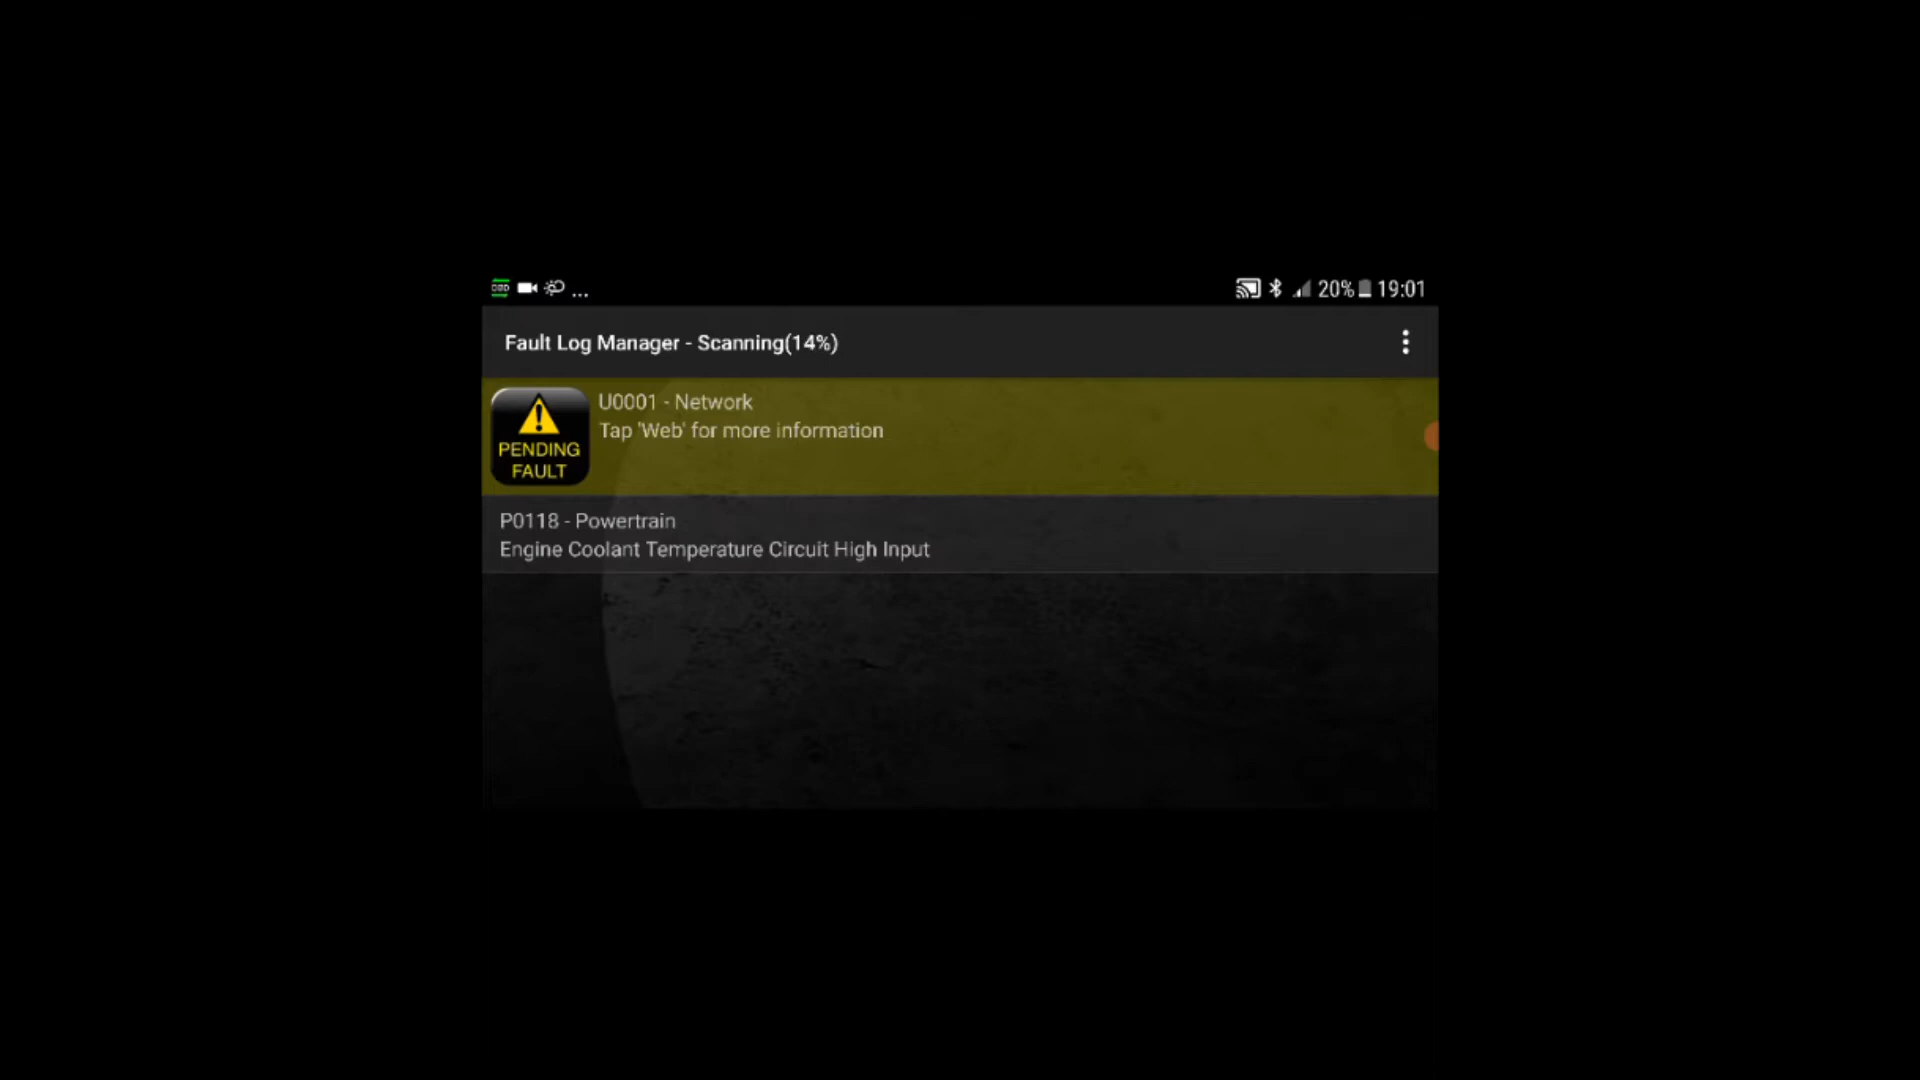 OBD ... 20% 19:01
Fault Log Manager - Scanning(14%)
U0001 - Network
Tap 'Web' for more information
PENDING
FAULT
P0118 - Powertrain
Engine Coolant Temperature Circuit High Input